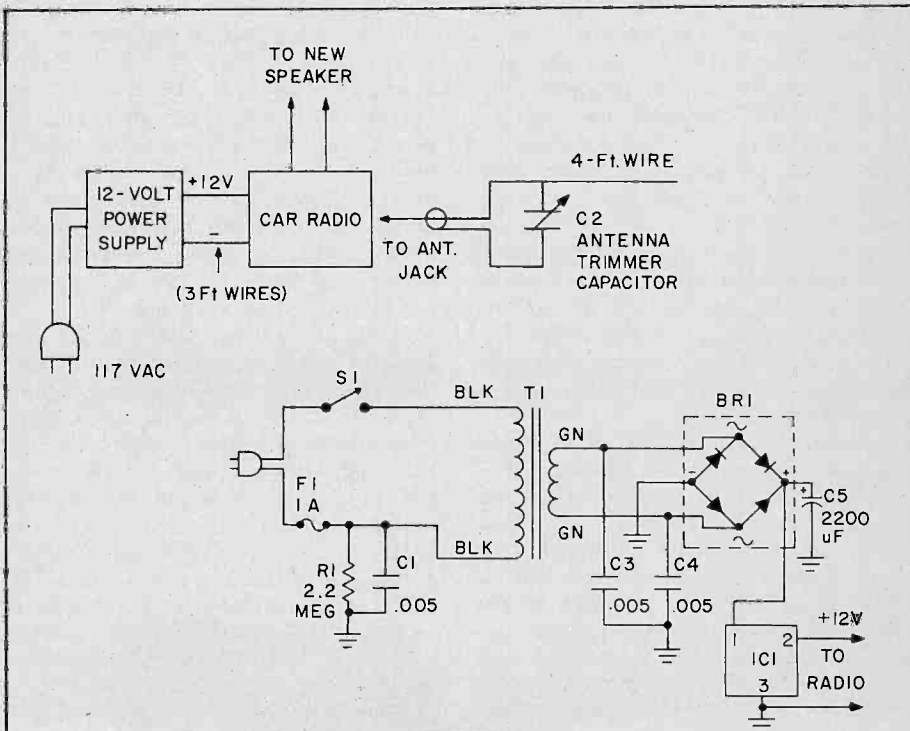 TO NEW
SPEAKER
4-Ft. WIRE
12-VOLT
POWER
SUPPLY
+12V
-
CAR RADIO
TO ANT.
JACK
C2
ANTENNA
TRIMMER
CAPACITOR
(3 Ft WIRES)
117 VAC
S1
BLK
T1
BR1
GN
~
F1
1A
-
+
+
C5
2200
uF
BLK
GN
~
R1
2.2
MEG
C1
.005
C3
.005
C4
.005
1
2
IC1
3
+12V
TO
RADIO